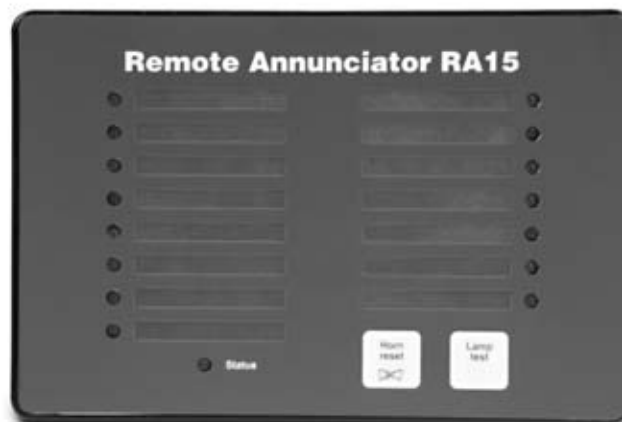 Remote Annunciator RA15
Status
Horn
reset
Lamp
test